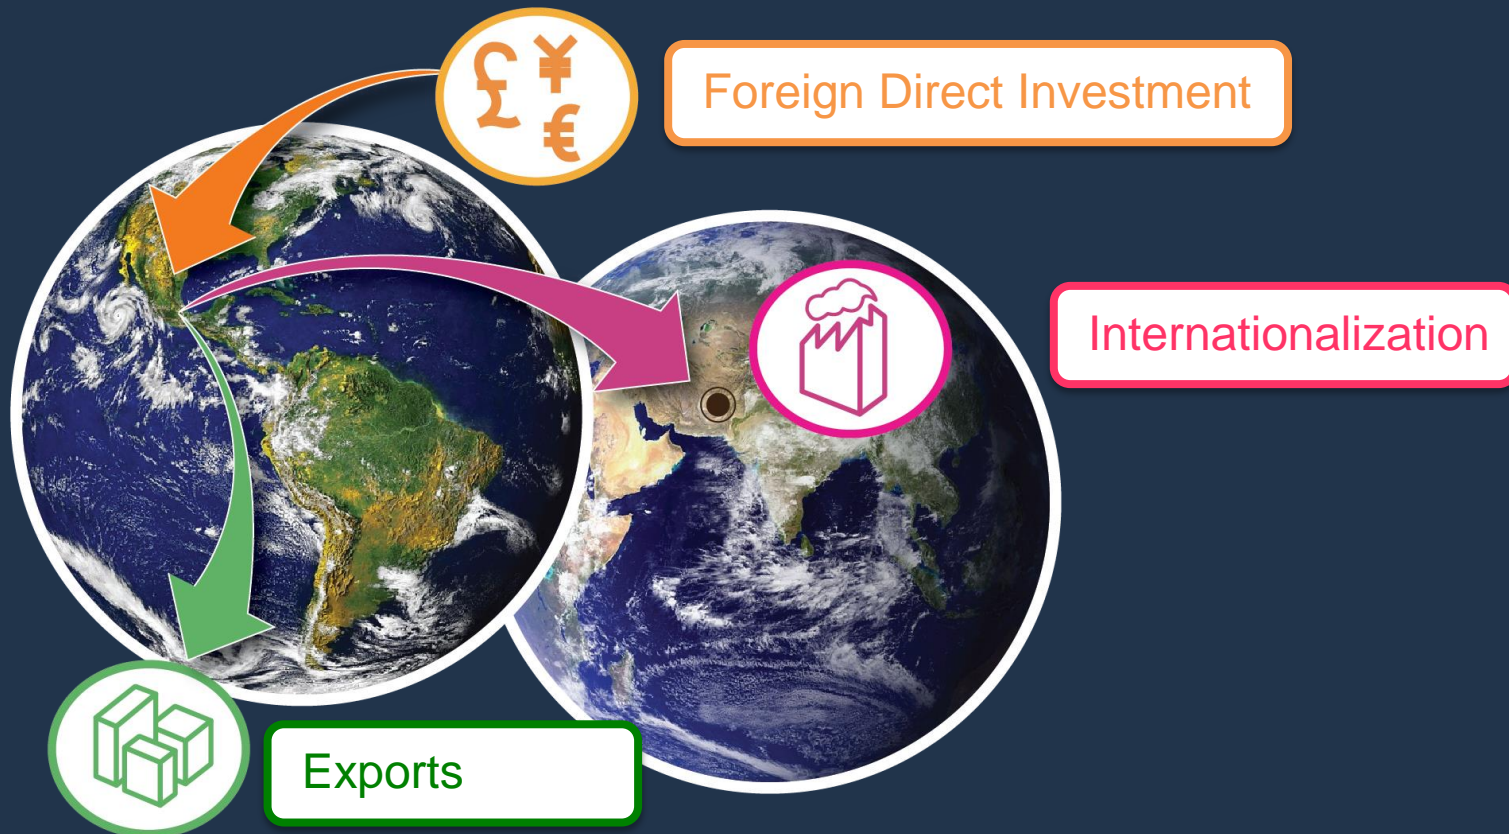 £ ¥
€
Foreign Direct Investment
Internationalization
Exports